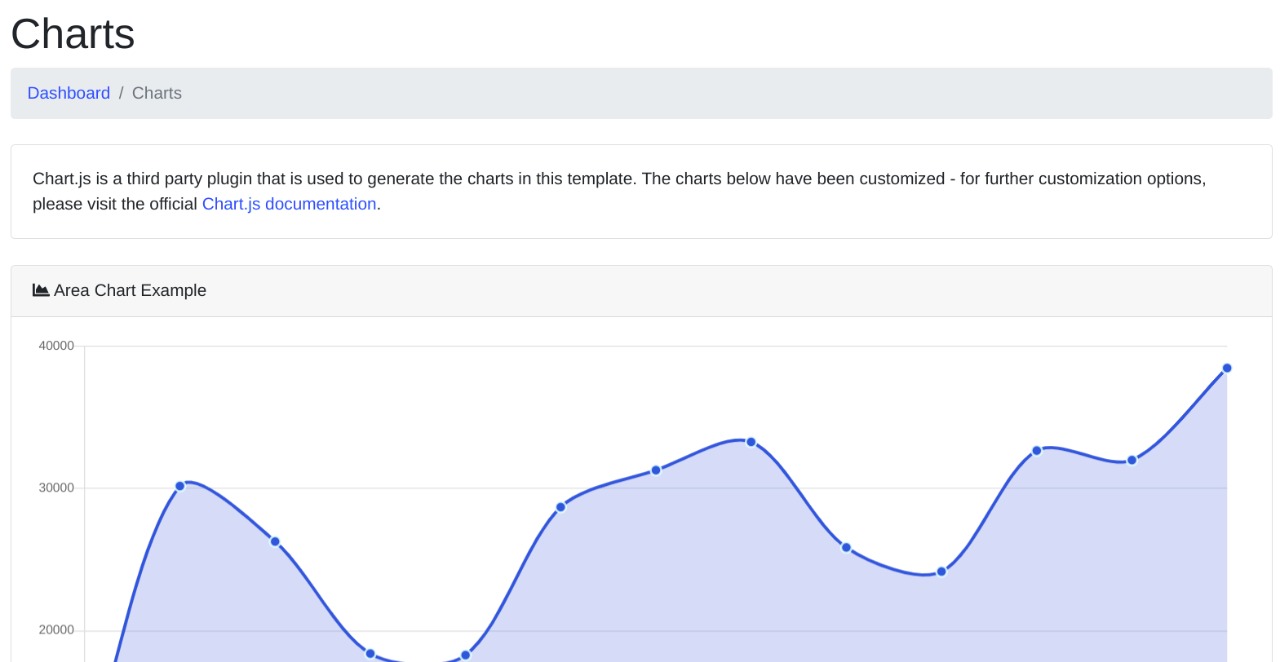 Charts
Dashboard / Charts
Chart.js is a third party plugin that is used to generate the charts in this template. The charts below have been customized - for further customization options,
please visit the official Chart.js documentation.
Area Chart Example
40000
30000
20000